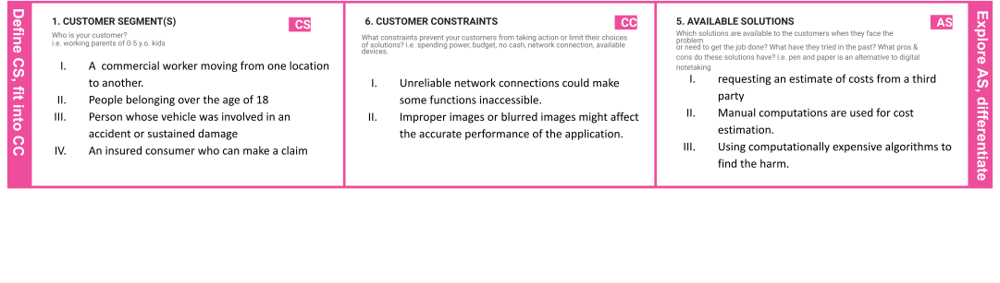 Define CS, fit into CC
1. CUSTOMER SEGMENT(S)
CS
Who is your customer?
i.e. working parents of 0-5 y.o. kids
I. A commercial worker moving from one location
to another.
II. People belonging over the age of 18
III. Person whose vehicle was involved in an
accident or sustained damage
IV. An insured consumer who can make a claim
6. CUSTOMER CONSTRAINTS
CC
What constraints prevent your customers from taking action or limit their choices
of solutions? i.e. spending power, budget, no cash, network connection, available
devices.
I. Unreliable network connections could make
some functions inaccessible.
II. Improper images or blurred images might affect
the accurate performance of the application.
5. AVAILABLE SOLUTIONS
AS
Which solutions are available to the customers when they face the
problem
or need to get the job done? What have they tried in the past? What pros &
cons do these solutions have? i.e. pen and paper is an alternative to digital
notetaking
I. requesting an estimate of costs from a third
party
II. Manual computations are used for cost
estimation.
III. Using computationally expensive algorithms to
find the harm.
Explore AS, differentiate